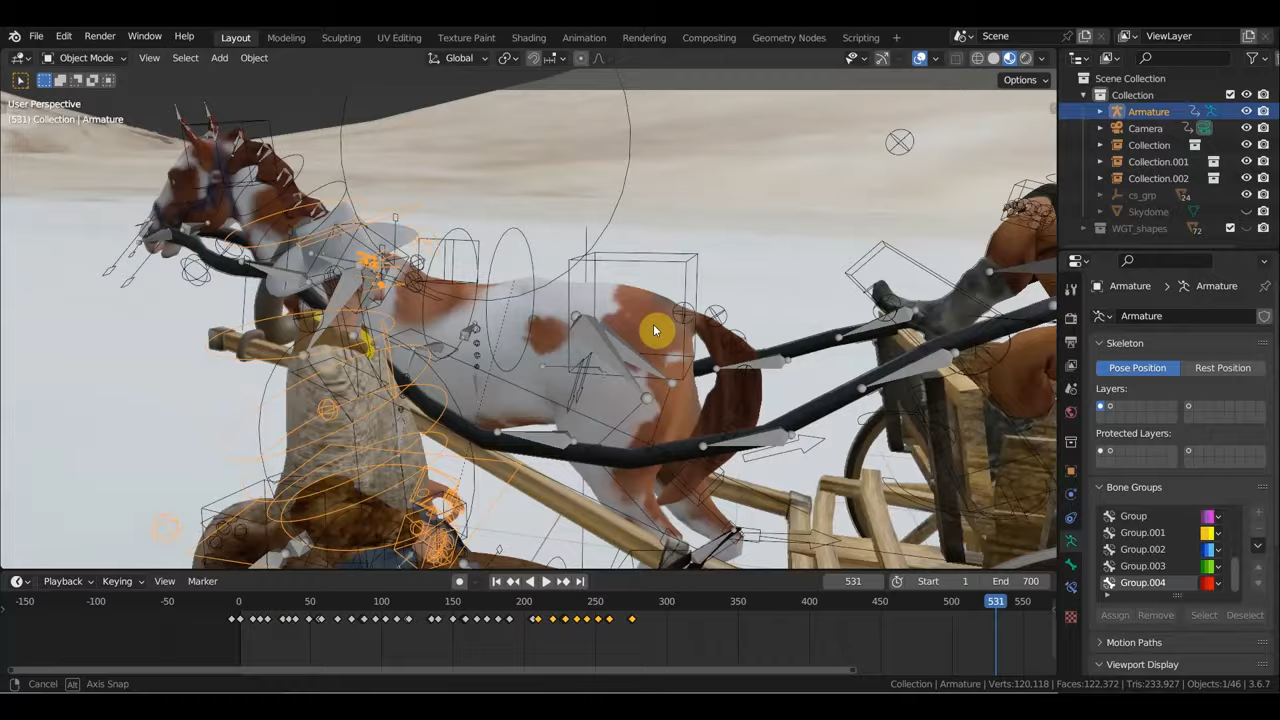 File Edit Render Window Help Layout Modeling Sculpting UV Editing Texture Paint Shading Animation Rendering Compositing Geometry Nodes Scripting + Scene ViewLayer
Object Mode View Select Add Object Global
Options
User Perspective
(531) Collection | Armature
Scene Collection
Collection
Armature
Camera
Collection
Collection.001
Collection.002
cs_grp 24
Skydome
WGT_shapes 72
Armature > Armature
Armature
Skeleton
Pose Position Rest Position
Layers:
Protected Layers:
Bone Groups
Group
Group.001
Group.002
Group.003
Group.004
Assign Remove Select Deselect
Motion Paths
Viewport Display
Playback Keying View Marker 531 Start 1 End 700
-150 -100 -50 0 50 100 150 200 250 300 350 400 450 500 531 550
Cancel Alt Axis Snap Collection | Armature | Verts:120,118 | Faces:122,372 | Tris:233,927 | Objects:1/46 | 3.6.7